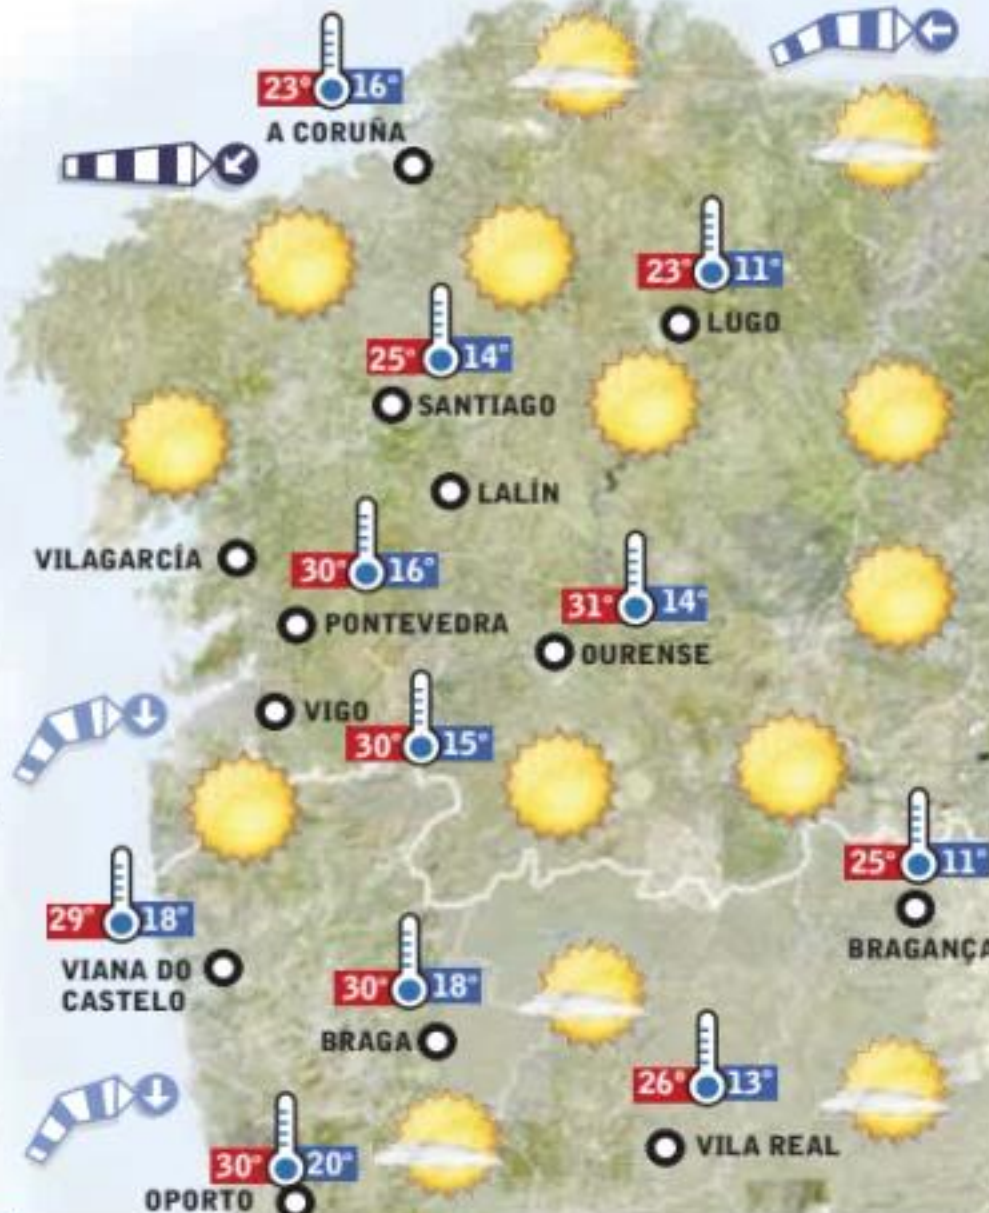 23° 16°
A CORUÑA
23° 11°
LUGO
25° 14°
SANTIAGO
LALÍN
VILAGARCÍA
30° 16°
PONTEVEDRA
31° 14°
OURENSE
VIGO
30° 15°
25° 11°
BRAGANÇA
29° 18°
VIANA DO
CASTELO
30° 18°
BRAGA
26° 13°
VILA REAL
30° 20°
OPORTO